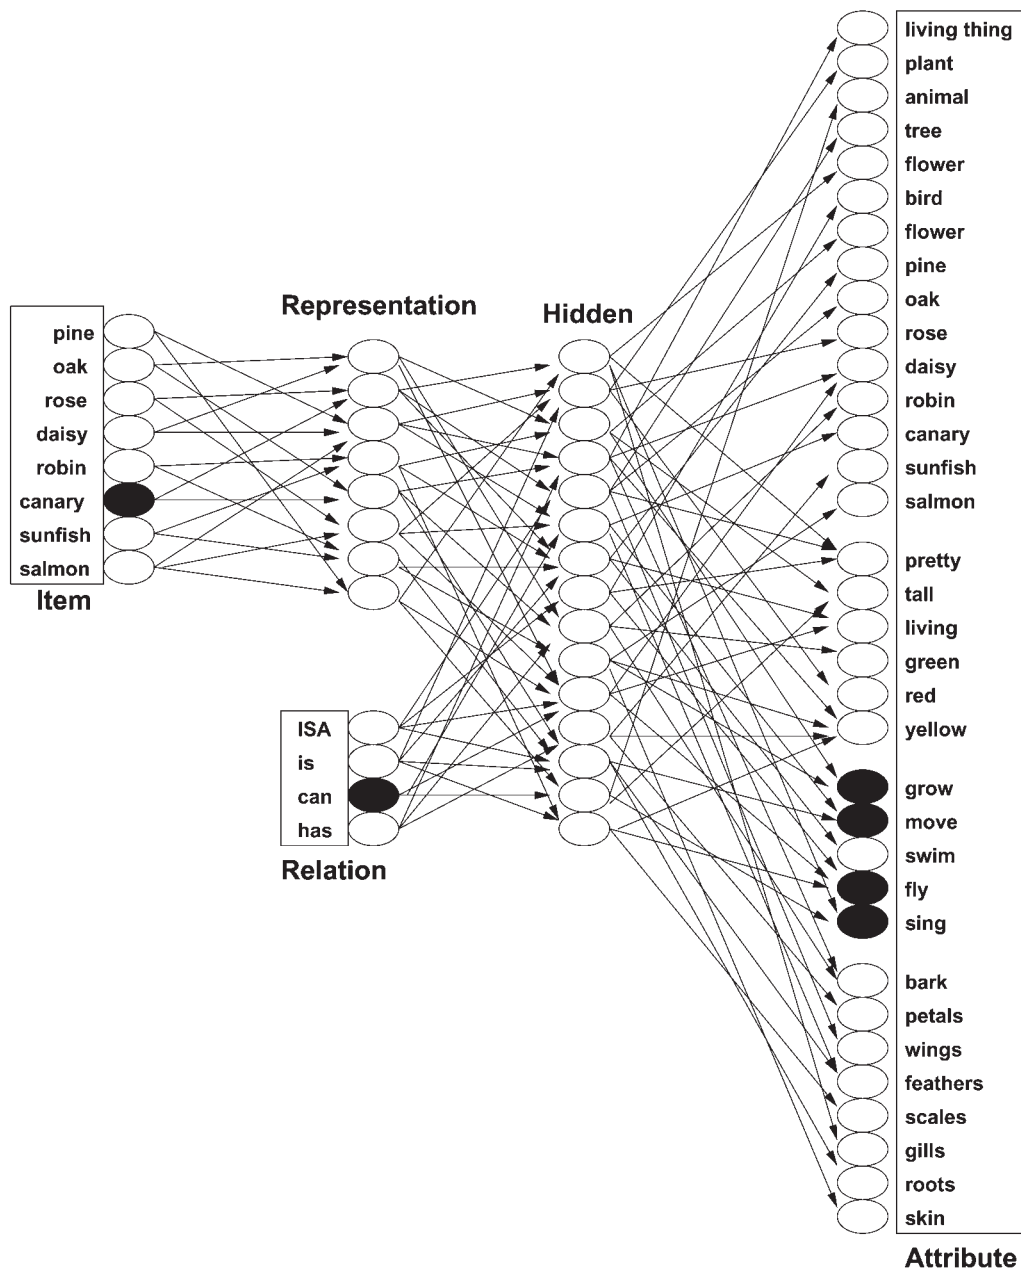 living thing
plant
animal
tree
flower
bird
flower
pine
oak
rose
daisy
robin
canary
sunfish
salmon
pretty
tall
living
green
red
yellow
grow
move
swim
fly
sing
bark
petals
wings
feathers
scales
gills
roots
skin
Attribute
Representation
Hidden
pine
oak
rose
daisy
robin
canary
sunfish
salmon
Item
ISA
is
can
has
Relation